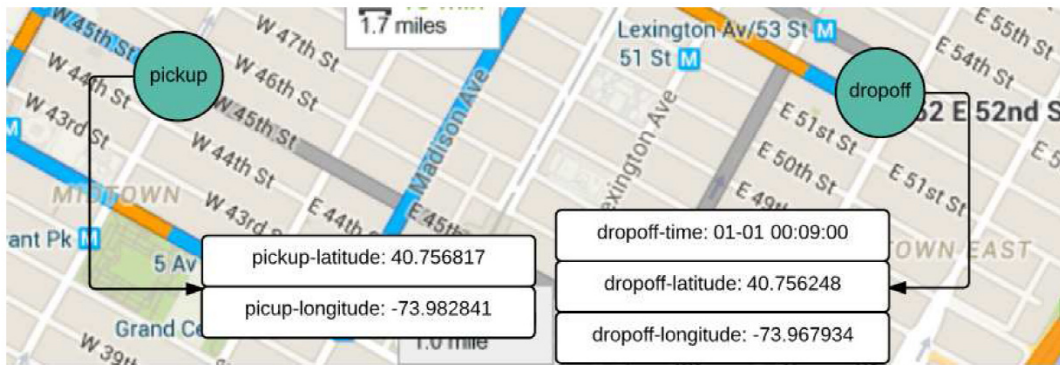 W 45th St
W 47th St
1.7 miles
Lexington Av/53 St M
51 St M
E 55th St
E 54th St
pickup
dropoff
W 46th St
W 44th St
W 45th St
W 43rd St
Madison Ave
Lexington Ave
52 E 52nd S
E 51st St
E 50th St
E 51st St
W 44th St
MIDTOWN
W 43rd S
E 44th St
E 45th
E 49th
dropoff-time: 01-01 00:09:00
TOWN EAST
ant Pk M
5 Av
pickup-latitude: 40.756817
dropoff-latitude: 40.756248
picup-longitude: -73.982841
dropoff-longitude: -73.967934
Grand Ce
W 39th
1.0 mile